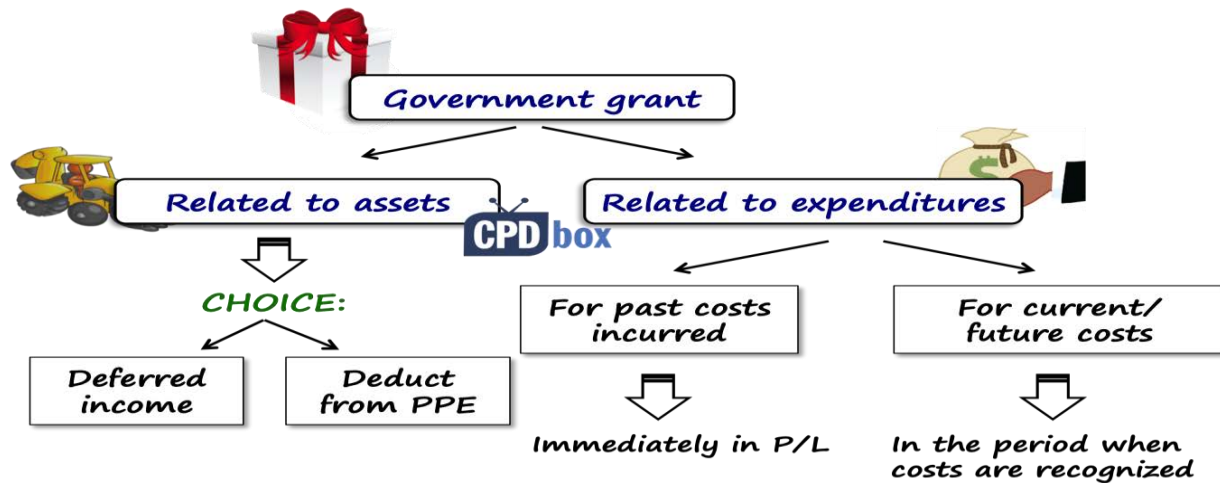 Government grant
Related to assets
Related to expenditures
CPD box
CHOICE:
For past costs
incurred
For current/
future costs
Deferred
income
Deduct
from PPE
Immediately in P/L
In the period when
costs are recognized